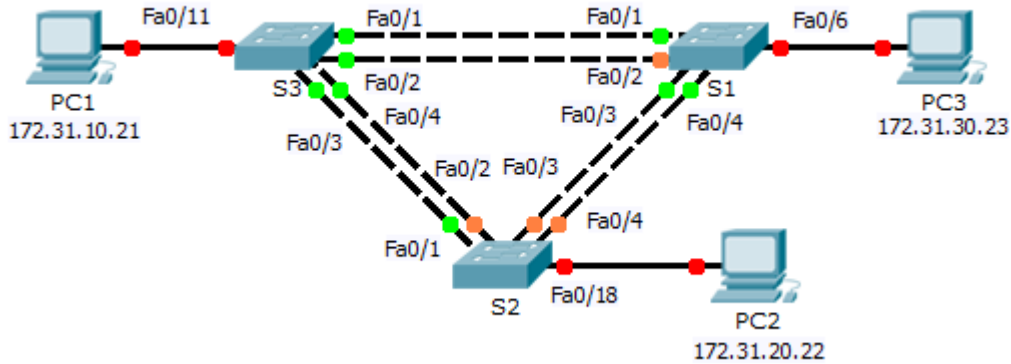 Fa0/11
Fa0/1
Fa0/1
Fa0/6
PC1
172.31.10.21
S3
Fa0/2
Fa0/2
S1
PC3
172.31.30.23
Fa0/4
Fa0/3
Fa0/3
Fa0/4
Fa0/2
Fa0/3
Fa0/1
Fa0/4
S2
Fa0/18
PC2
172.31.20.22